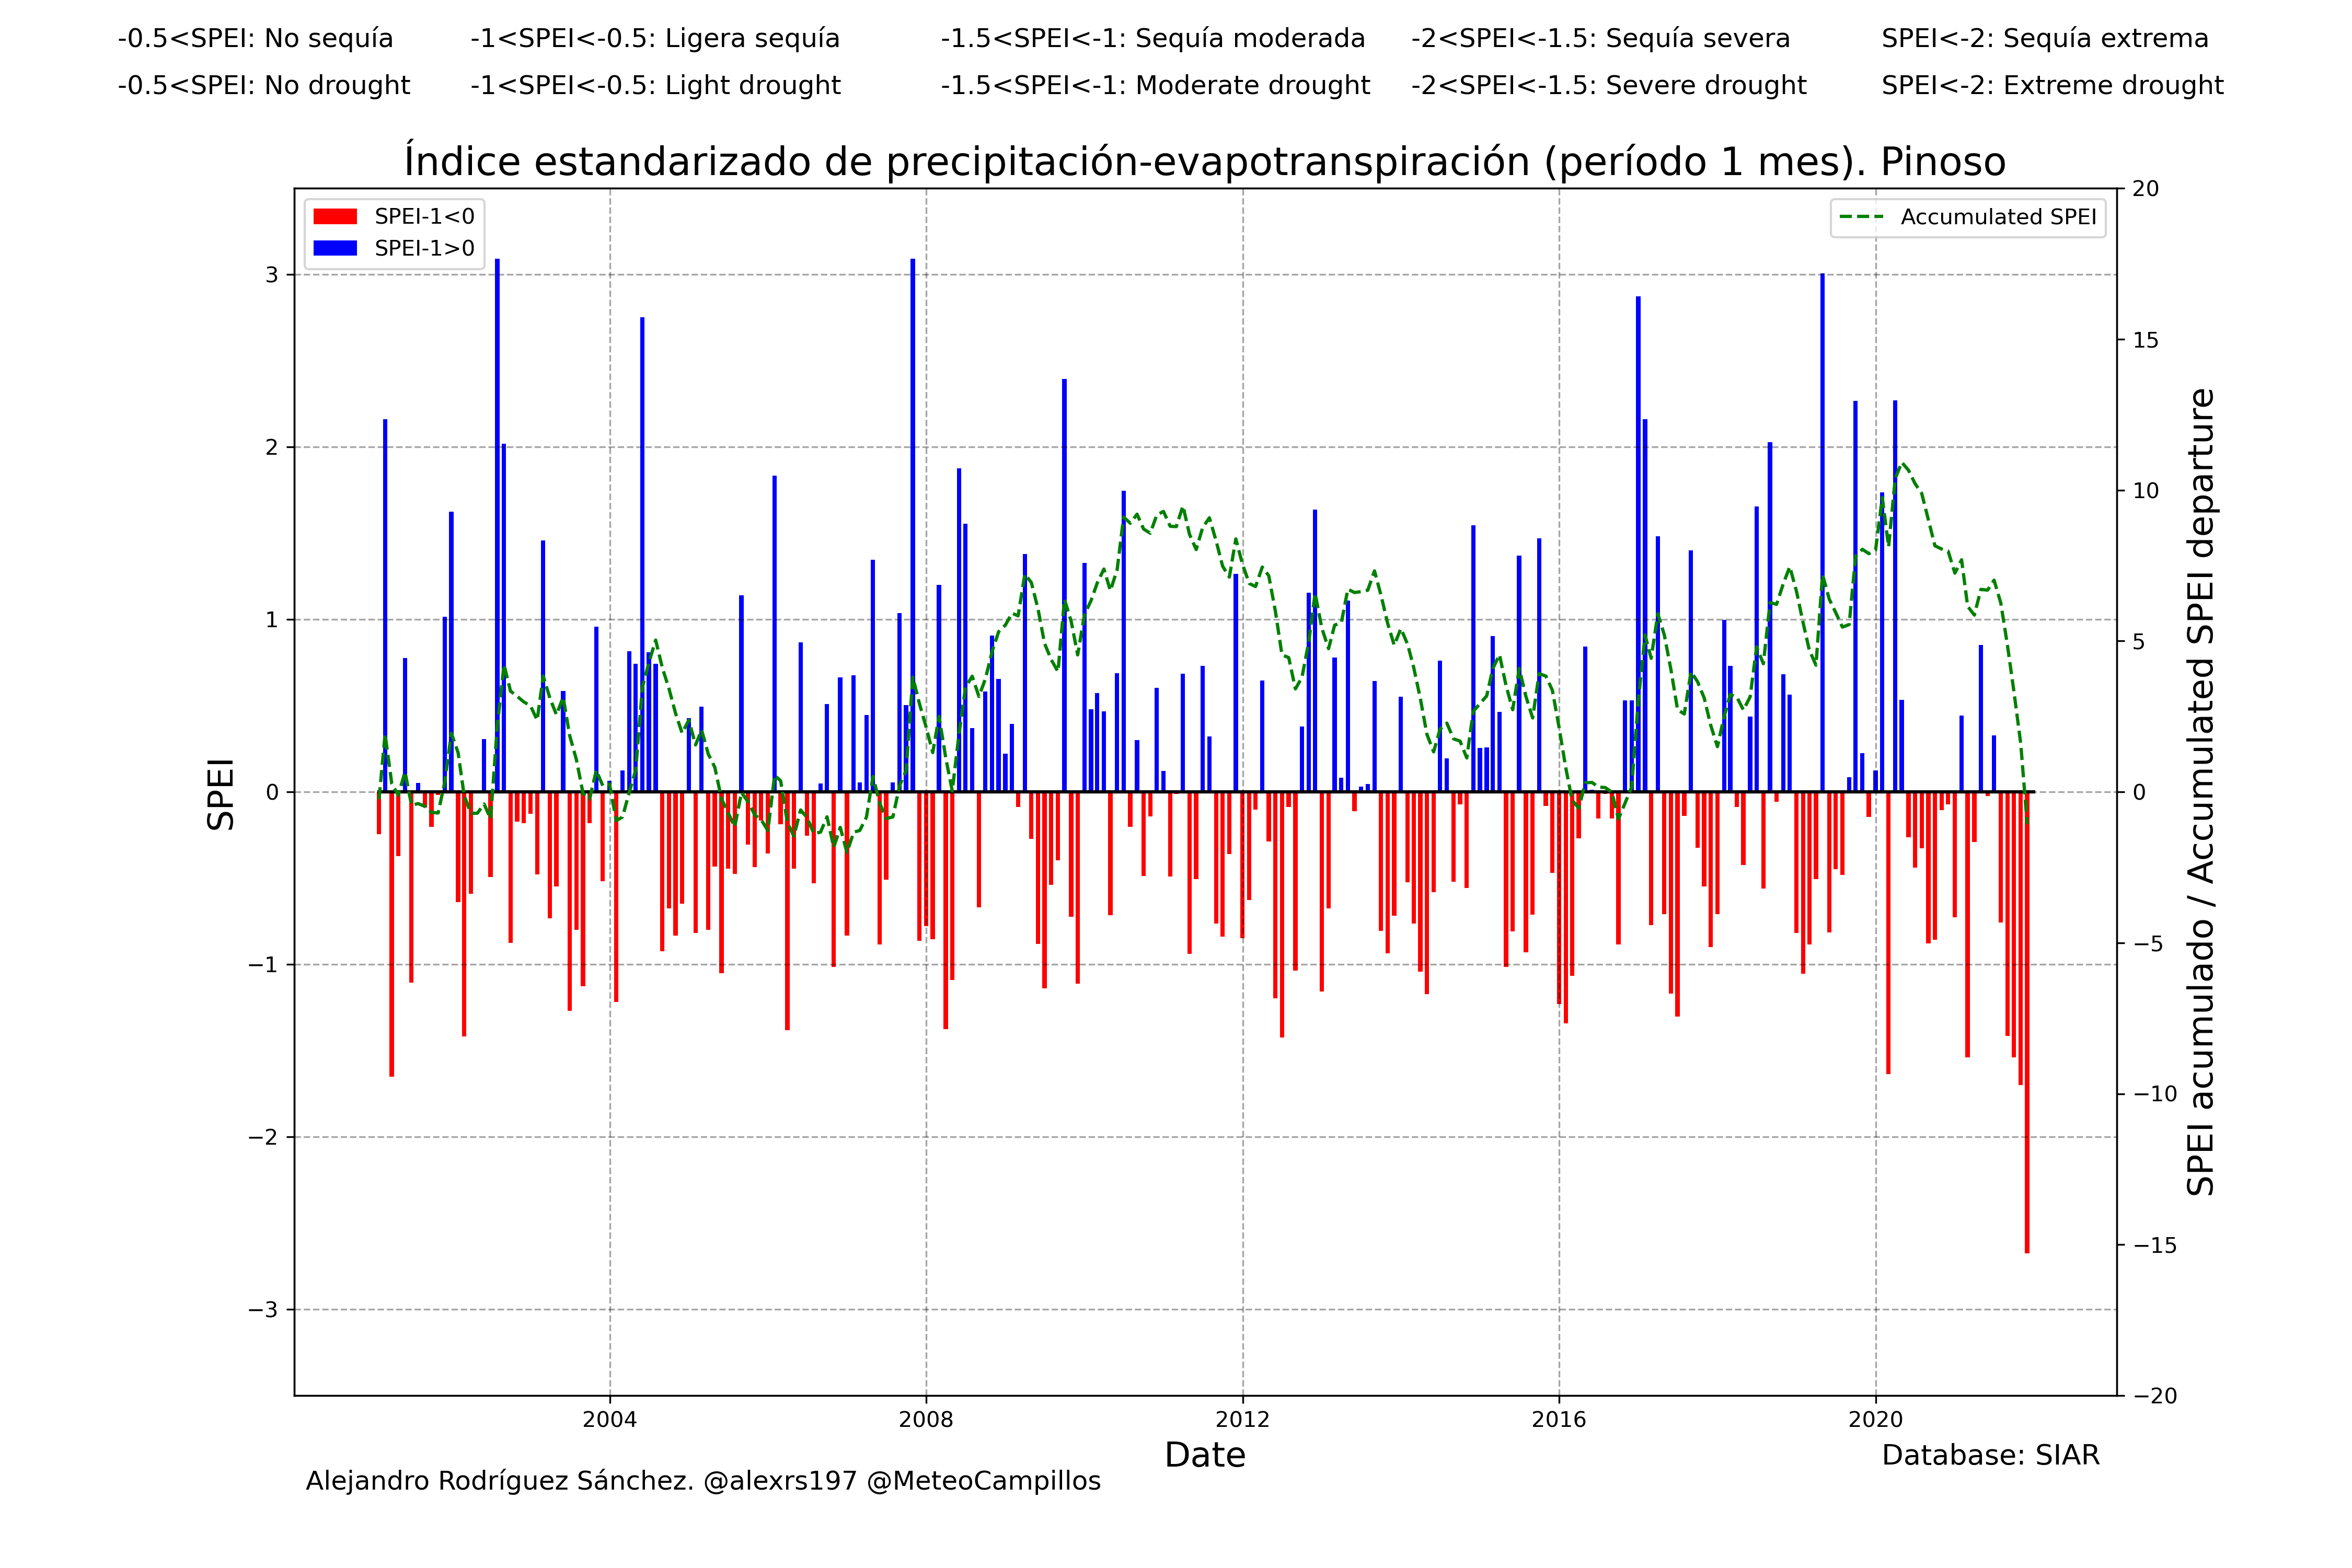 -0.5<SPEI: No sequía -1<SPEI<-0.5: Ligera sequía -1.5<SPEI<-1: Sequía moderada -2<SPEI<-1.5: Sequía severa SPEI<-2: Sequía extrema
-0.5<SPEI: No drought -1<SPEI<-0.5: Light drought -1.5<SPEI<-1: Moderate drought -2<SPEI<-1.5: Severe drought SPEI<-2: Extreme drought
Índice estandarizado de precipitación-evapotranspiración (período 1 mes). Pinoso
SPEI-1<0
SPEI-1>0
Accumulated SPEI
SPEI
3
2
1
0
−1
−2
−3
20
15
10
5
0
−5
−10
−15
−20
SPEI acumulado / Accumulated SPEI departure
2004 2008 2012 2016 2020
Date
Database: SIAR
Alejandro Rodríguez Sánchez. @alexrs197 @MeteoCampillos